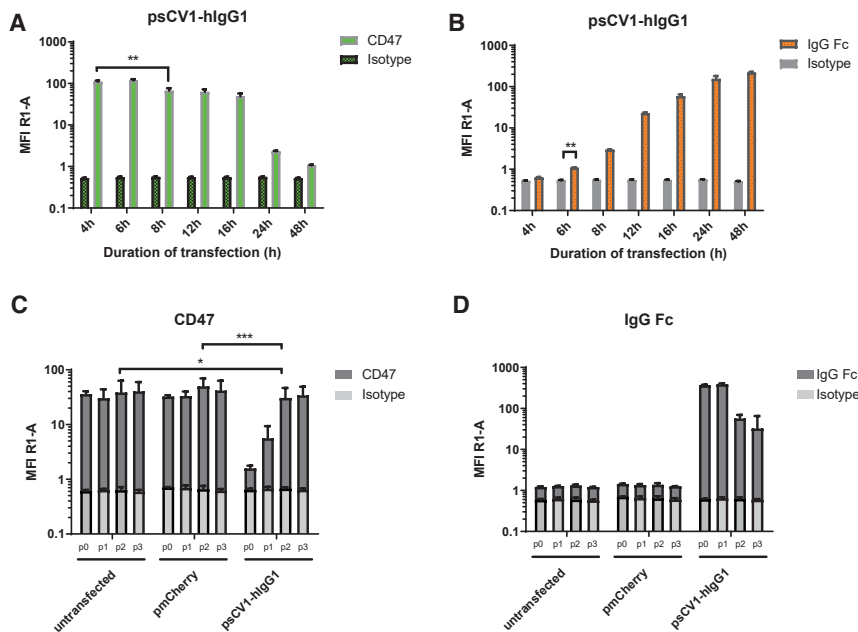 A
psCV1-hIgG1
MFI R1-A
1000
100
10
1
0.1
**
4h
6h
8h
12h
16h
24h
48h
Duration of transfection (h)
CD47
Isotype
B
psCV1-hIgG1
MFI R1-A
1000
100
10
1
0.1
**
4h
6h
8h
12h
16h
24h
48h
Duration of transfection (h)
IgG Fc
Isotype
C
CD47
***
*
MFI R1-A
100
10
1
0.1
p0 p1 p2 p3 p0 p1 p2 p3 p0 p1 p2 p3
untransfected
pmCherry
psCV1-hIgG1
CD47
Isotype
D
IgG Fc
MFI R1-A
1000
100
10
1
0.1
p0 p1 p2 p3 p0 p1 p2 p3 p0 p1 p2 p3
untransfected
pmCherry
psCV1-hIgG1
IgG Fc
Isotype